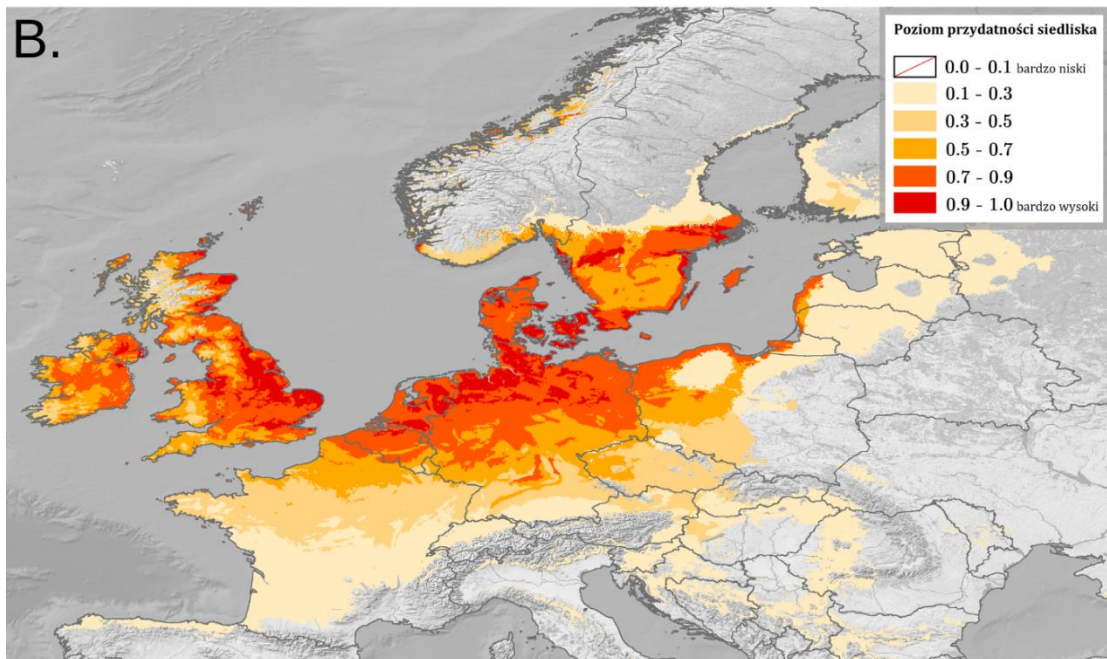 B.
Poziom przydatności siedliska
0.0 - 0.1 bardzo niski
0.1 - 0.3
0.3 - 0.5
0.5 - 0.7
0.7 - 0.9
0.9 - 1.0 bardzo wysoki